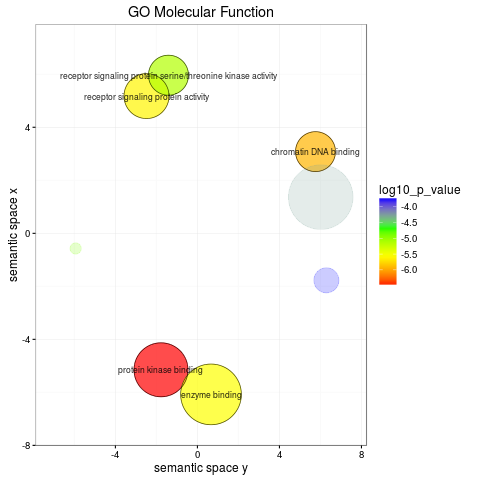 GO Molecular Function
receptor signaling protein serine/threonine kinase activity
receptor signaling protein activity
chromatin DNA binding
protein kinase binding
enzyme binding
semantic space x
4
0
-4
-8
-4
0
4
8
semantic space y
log10_p_value
-4.0
-4.5
-5.0
-5.5
-6.0